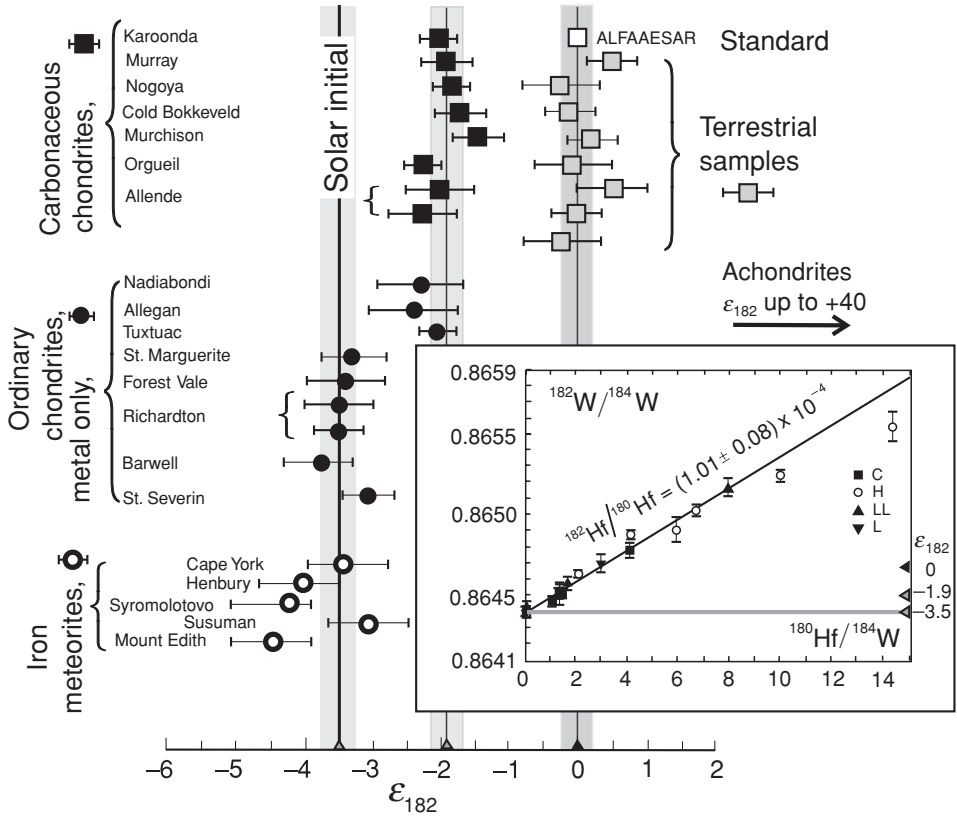 Carbonaceous
chondrites,
Karoonda
Murray
Nogoya
Cold Bokkeveld
Murchison
Orgueil
Allende
Solar initial
ALFAAESAR
Standard
Terrestrial
samples
Achondrites
ε182 up to +40
Ordinary
chondrites,
metal only,
Nadiabondi
Allegan
Tuxtuac
St. Marguerite
Forest Vale
Richardton
Barwell
St. Severin
Iron
meteorites,
Cape York
Henbury
Syromolotovo
Susuman
Mount Edith
0.8659
0.8655
0.8650
0.8645
0.8641
¹⁸²W/¹⁸⁴W
¹⁸²Hf/¹⁸⁰Hf = (1.01 ± 0.08) x 10⁻⁴
C
H
LL
L
ε182
0
−1.9
−3.5
¹⁸⁰Hf/¹⁸⁴W
0 2 4 6 8 10 12 14
−6 −5 −4 −3 −2 −1 0 1 2
ε182